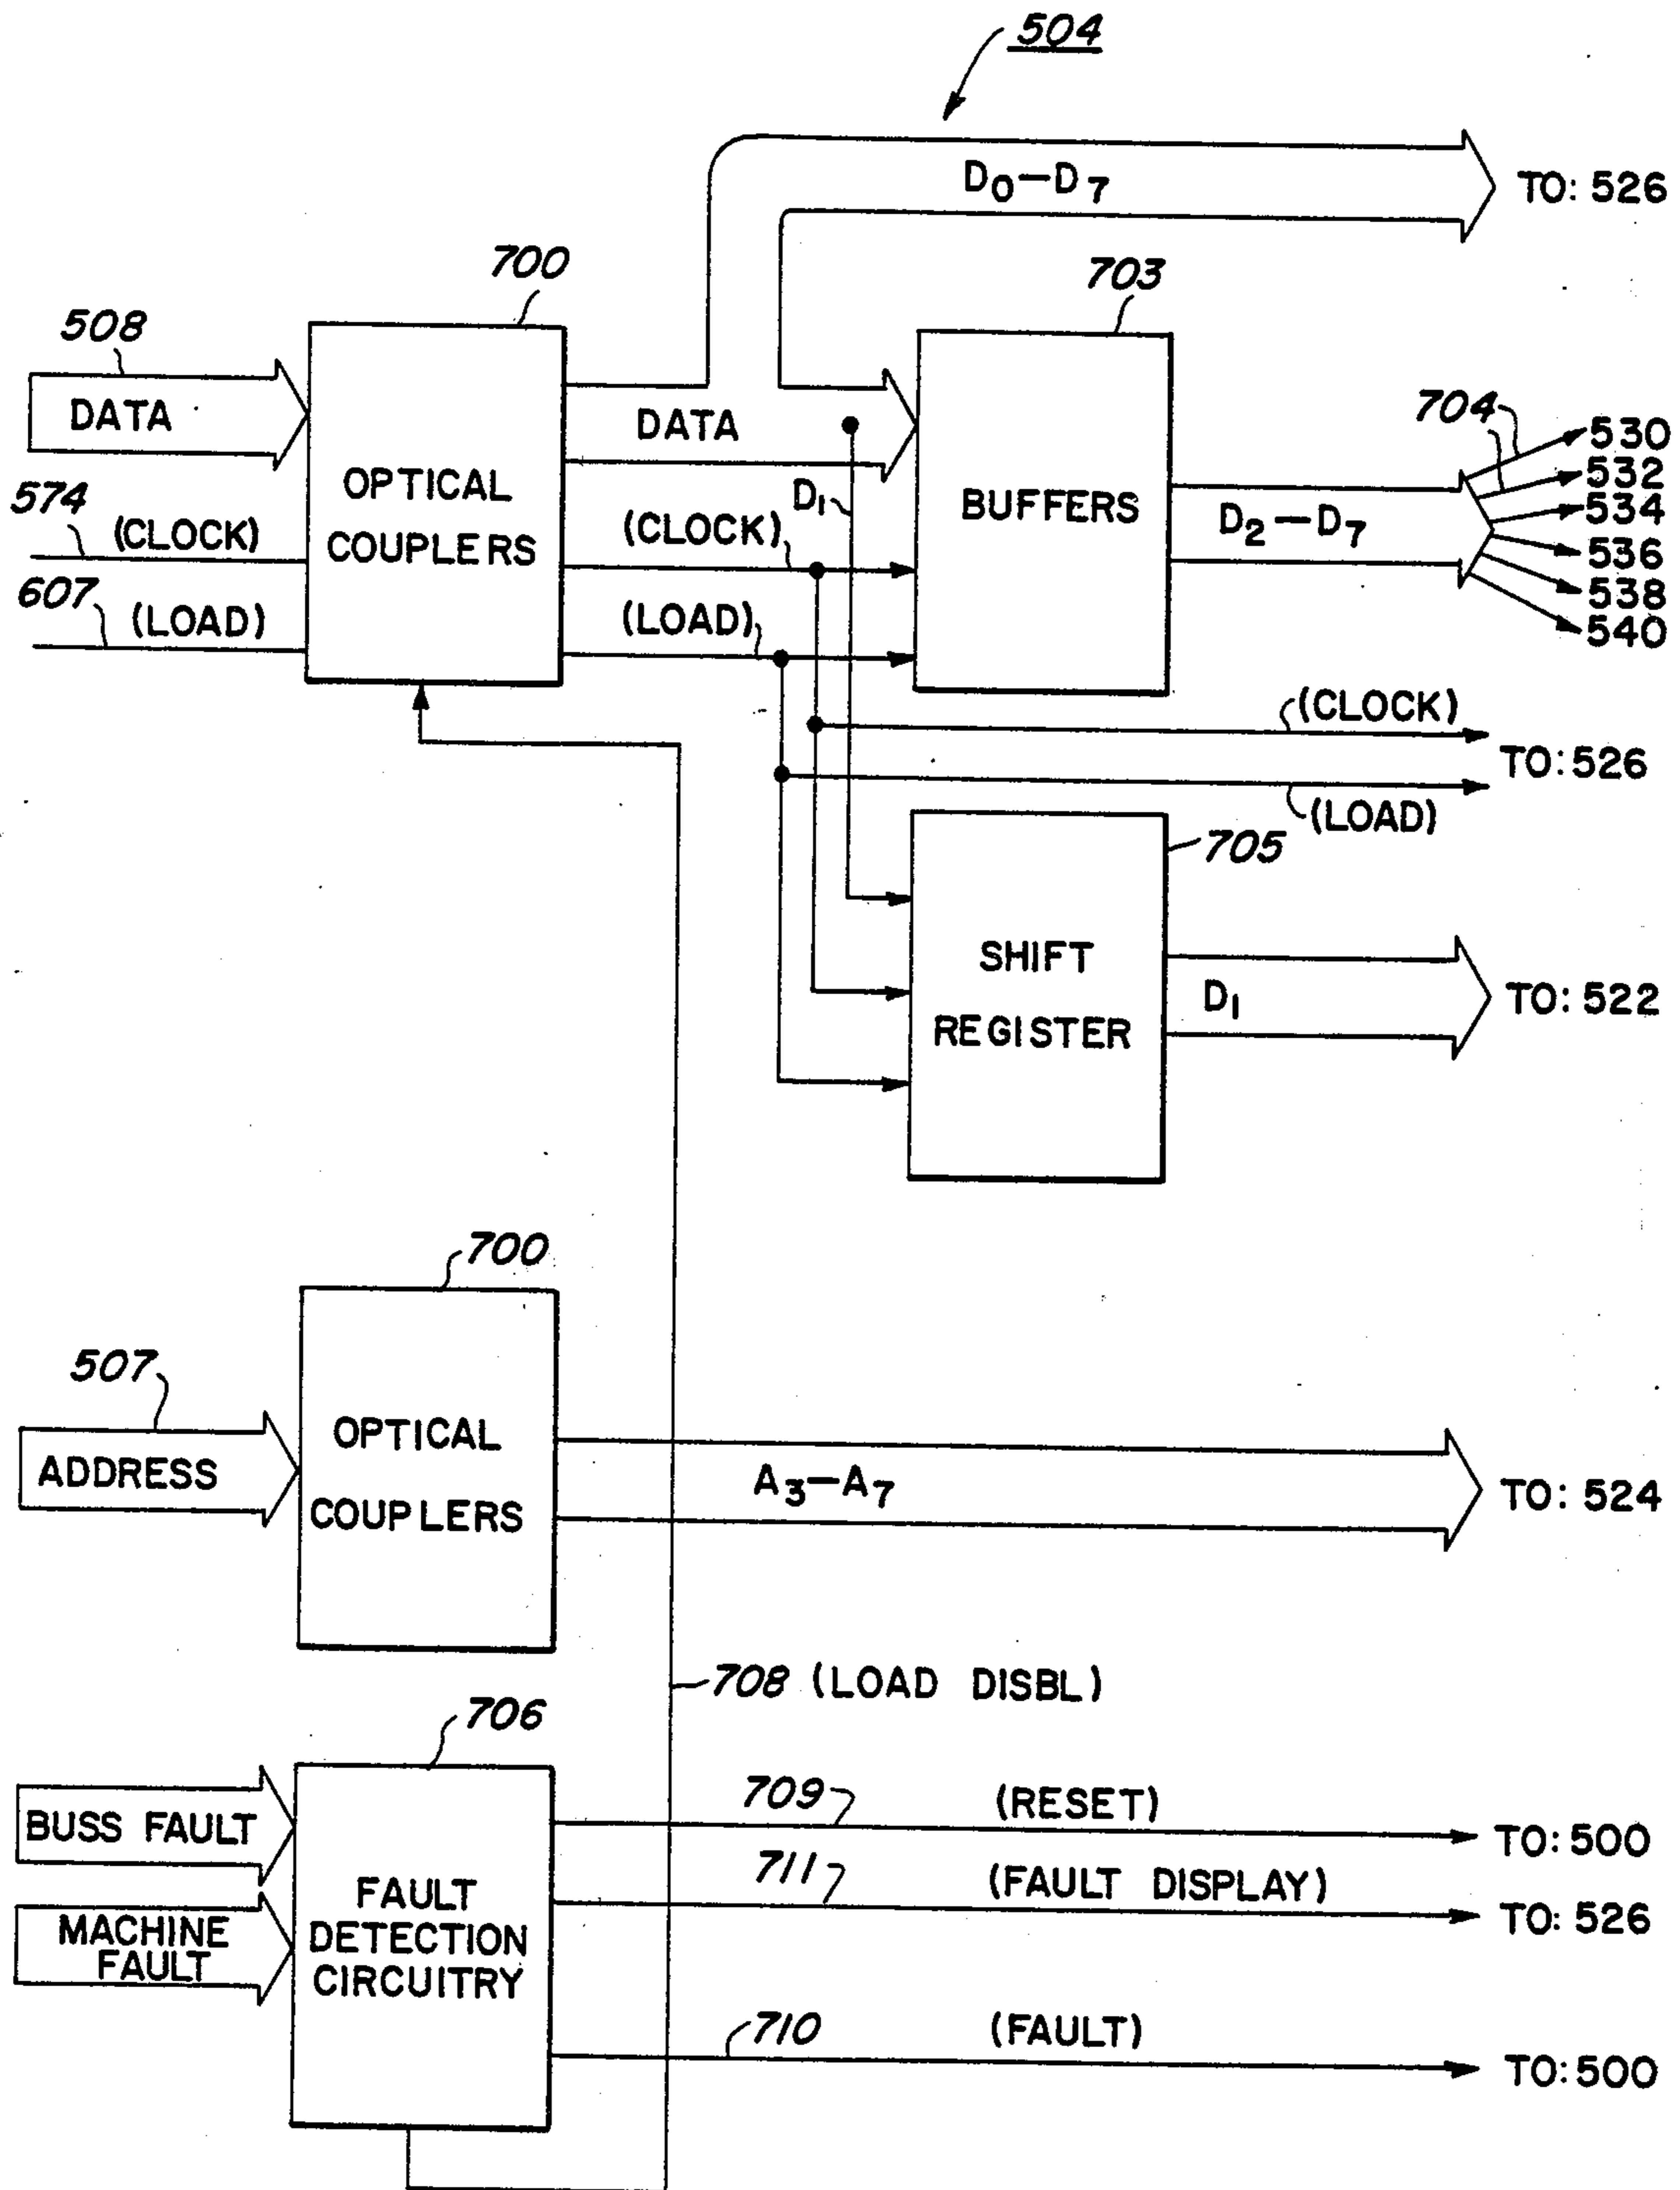 504
D0—D7
TO: 526
700
703
508
DATA
OPTICAL
COUPLERS
DATA
D1
BUFFERS
704
530
532
534
536
538
540
D2—D7
574
(CLOCK)
(CLOCK)
607
(LOAD)
(LOAD)
(CLOCK)
TO: 526
(LOAD)
705
SHIFT
REGISTER
D1
TO: 522
700
507
ADDRESS
OPTICAL
COUPLERS
A3—A7
TO: 524
708 (LOAD DISBL)
706
BUSS FAULT
MACHINE
FAULT
FAULT
DETECTION
CIRCUITRY
709
(RESET)
TO: 500
711
(FAULT DISPLAY)
TO: 526
710
(FAULT)
TO: 500